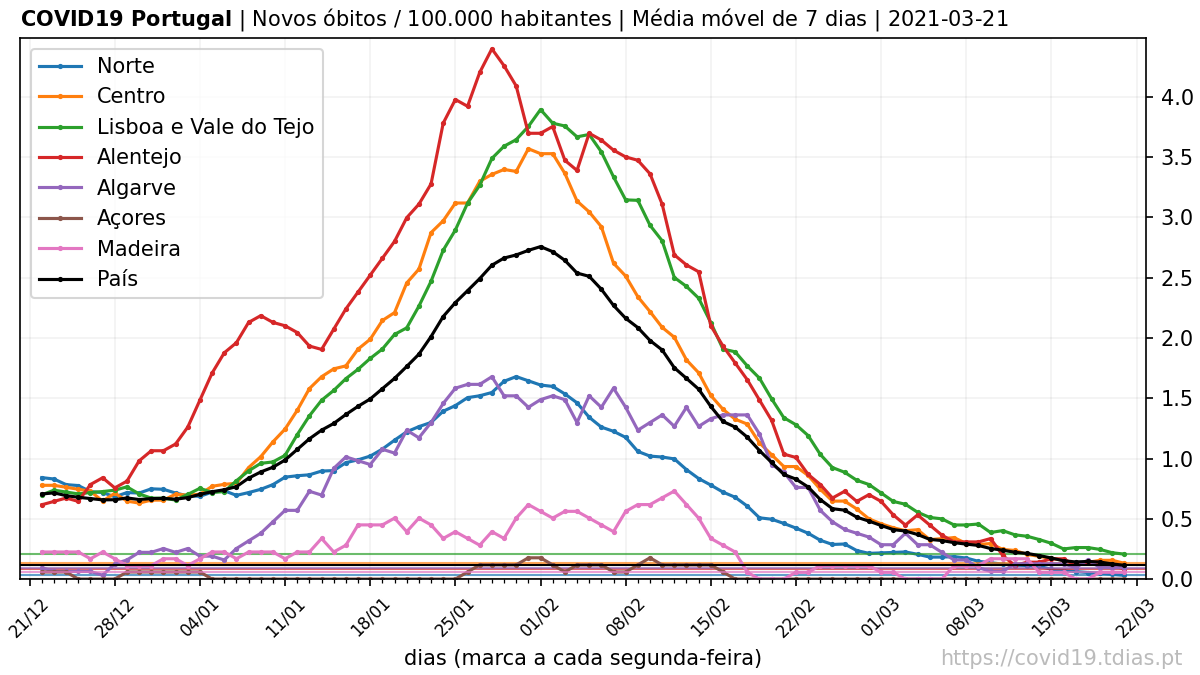 COVID19 Portugal | Novos óbitos / 100.000 habitantes | Média móvel de 7 dias | 2021-03-21
Norte
Centro
Lisboa e Vale do Tejo
Alentejo
Algarve
Açores
Madeira
País
4.0
3.5
3.0
2.5
2.0
1.5
1.0
0.5
0.0
21/12 28/12 04/01 11/01 18/01 25/01 01/02 08/02 15/02 22/02 01/03 08/03 15/03 22/03
dias (marca a cada segunda-feira)
https://covid19.tdias.pt